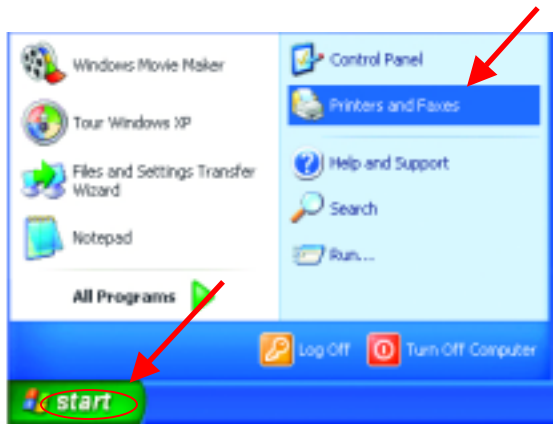 Windows Movie Maker
Tour Windows XP
Files and Settings Transfer
Wizard
Notepad
All Programs
Control Panel
Printers and Faxes
Help and Support
Search
Run...
Log Off
Turn Off Computer
start